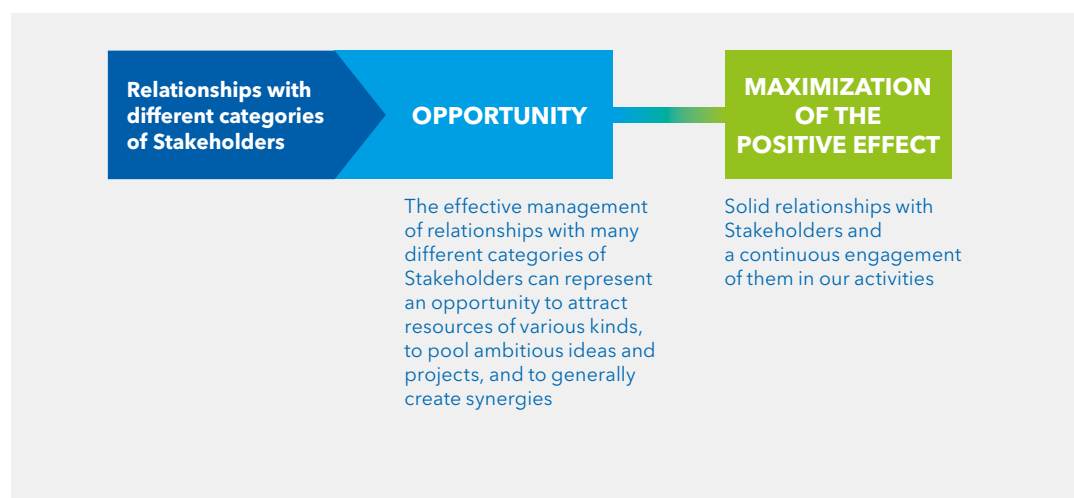 Relationships with
different categories
of Stakeholders
OPPORTUNITY
MAXIMIZATION
OF THE
POSITIVE EFFECT
The effective management
of relationships with many
different categories of
Stakeholders can represent
an opportunity to attract
resources of various kinds,
to pool ambitious ideas and
projects, and to generally
create synergies
Solid relationships with
Stakeholders and
a continuous engagement
of them in our activities